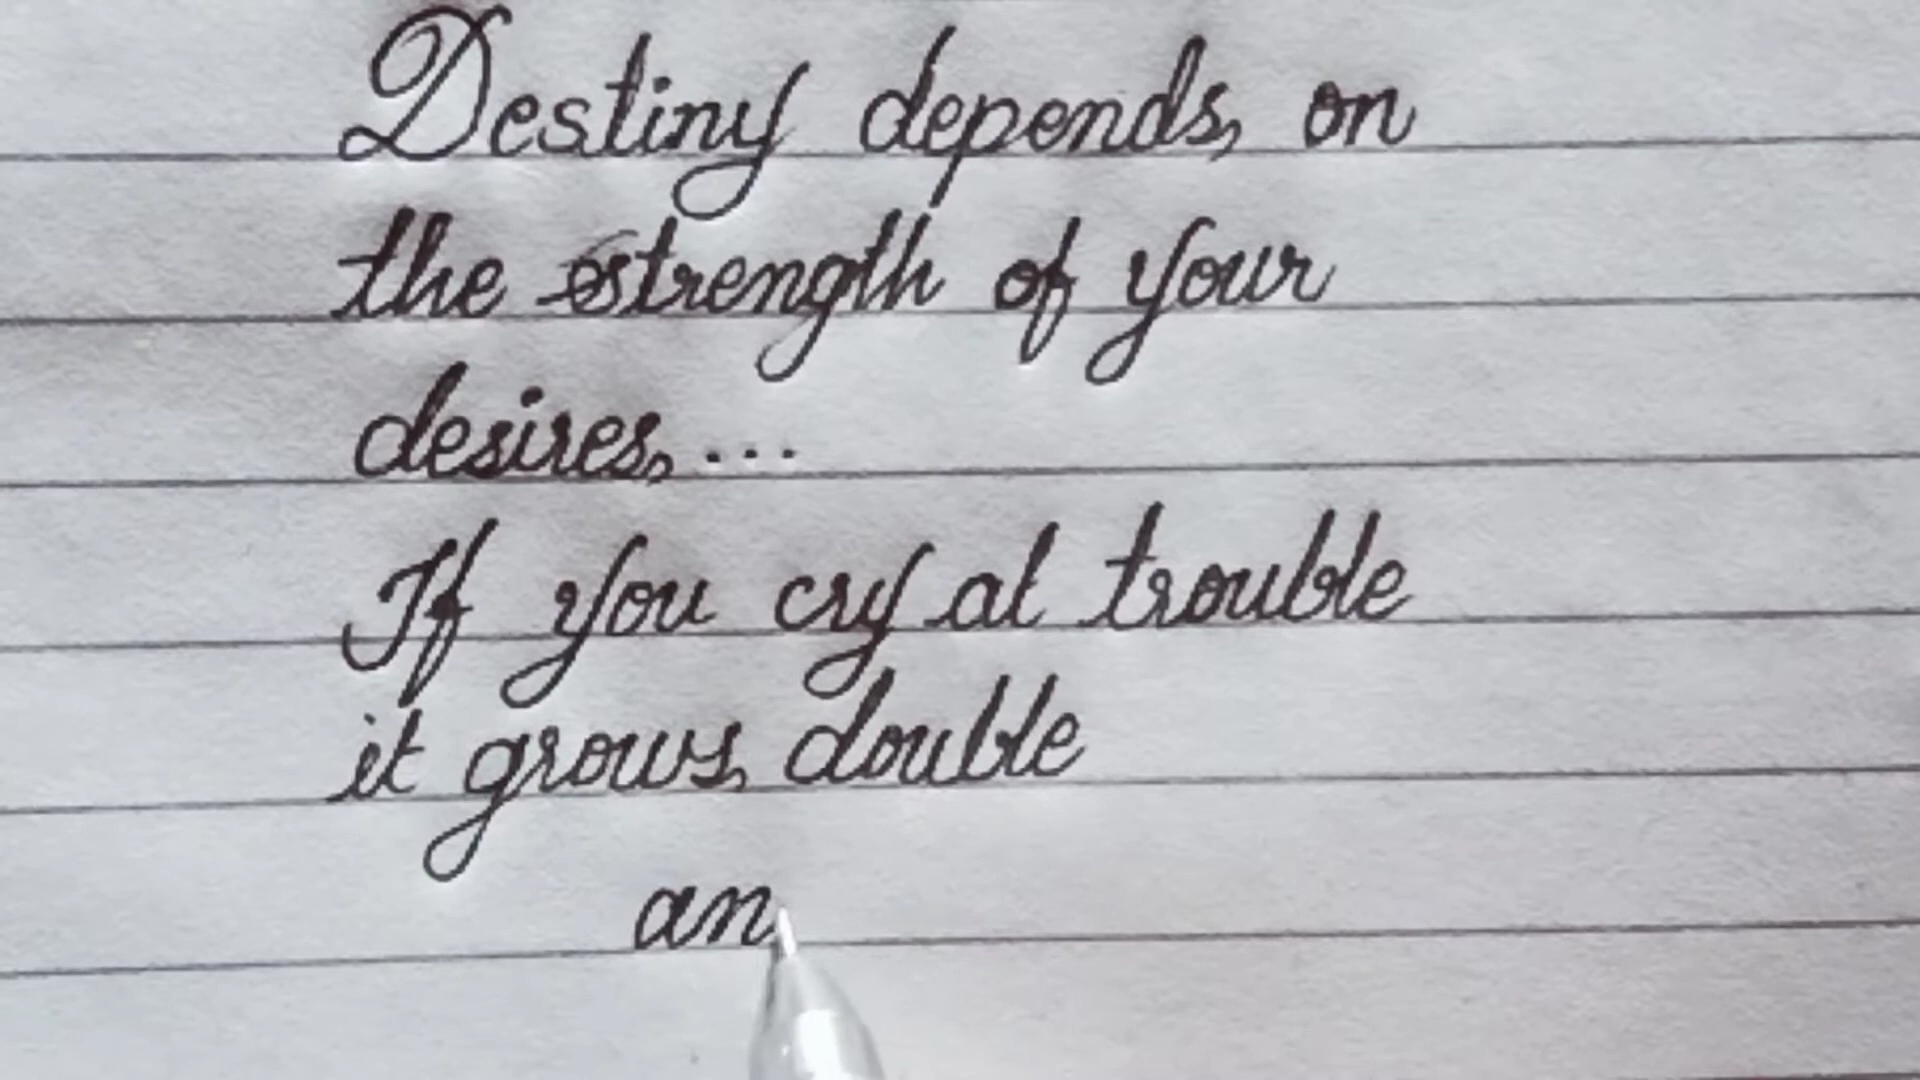 Destiny depends, on
the strength of your
desires, ...
If you cry at trouble
it grows, double
an